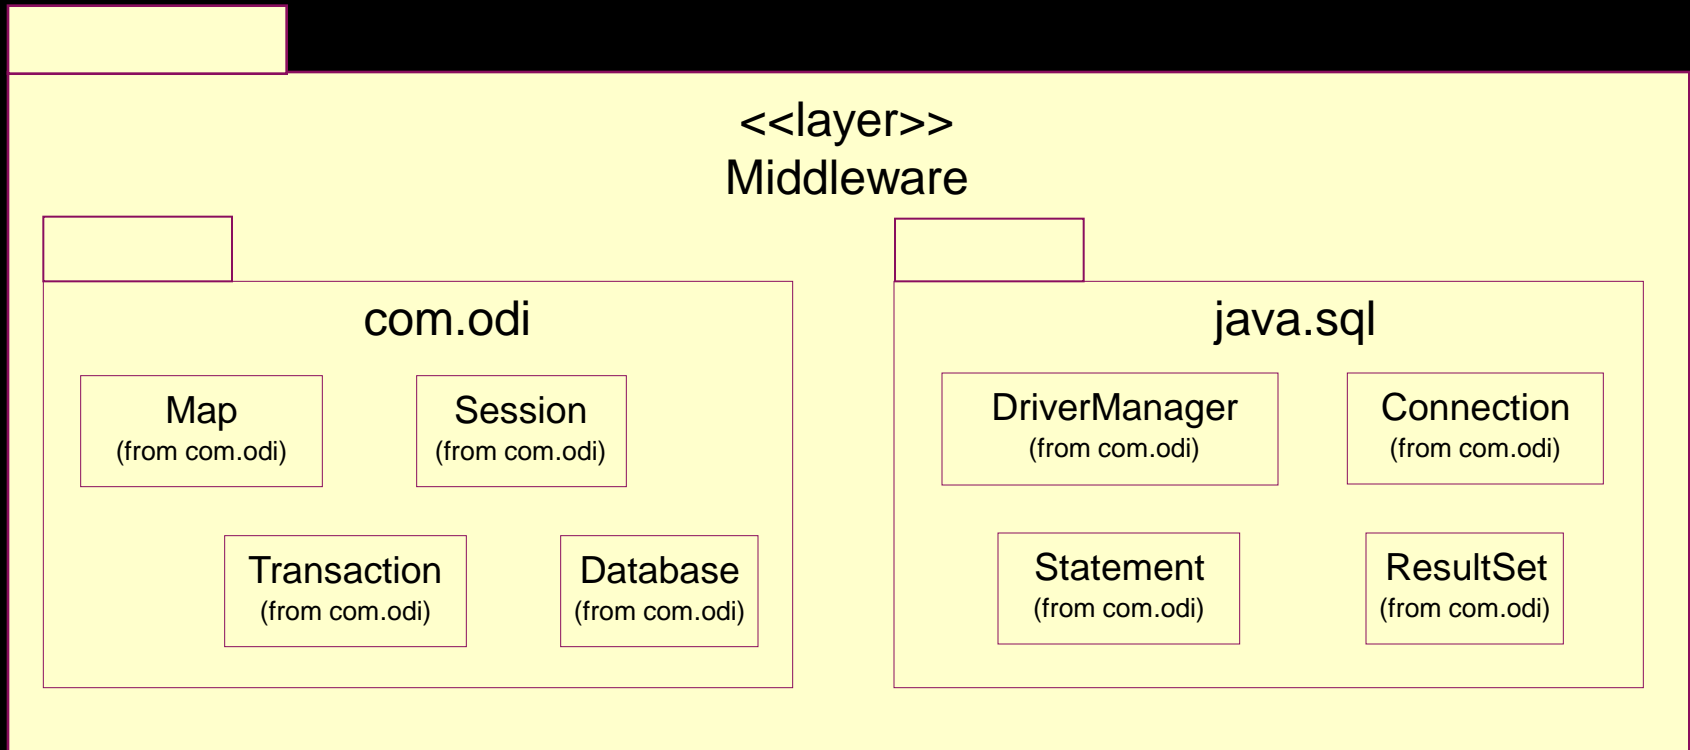 <<layer>>
Middleware
com.odi
Map
(from com.odi)
Session
(from com.odi)
Transaction
(from com.odi)
Database
(from com.odi)
java.sql
DriverManager
(from com.odi)
Connection
(from com.odi)
Statement
(from com.odi)
ResultSet
(from com.odi)